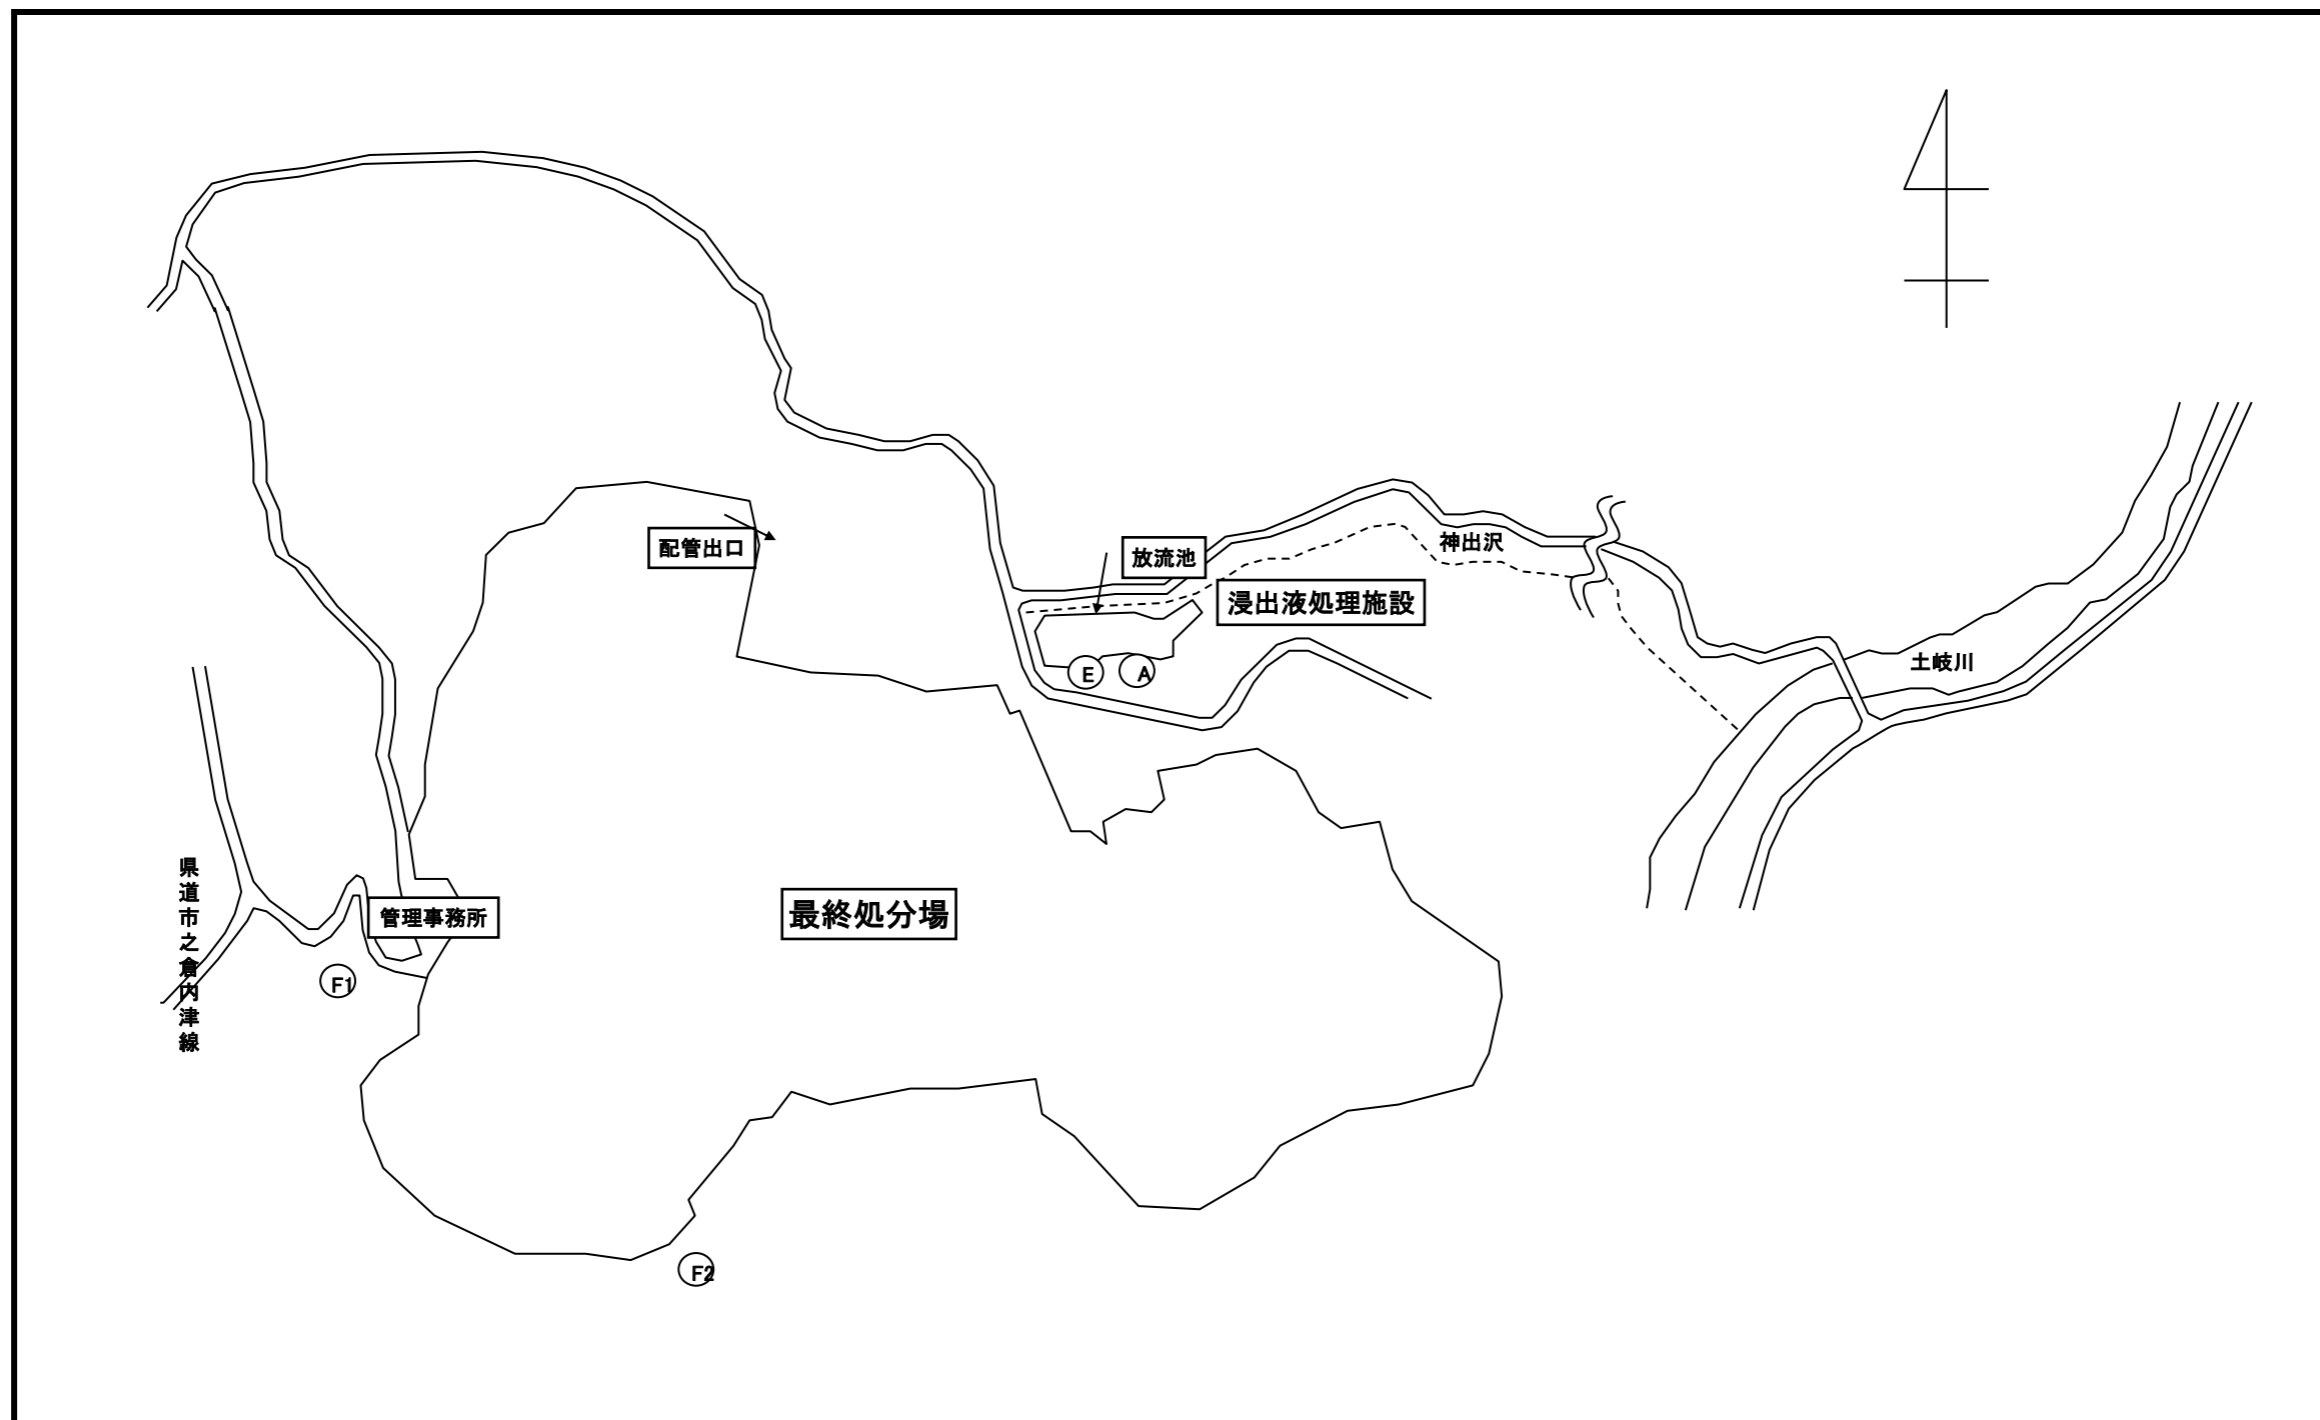 配管出口
神出沢
放流池
浸出液処理施設
土岐川
E
A
県道市之倉内津線
管理事務所
最終処分場
F1
F2